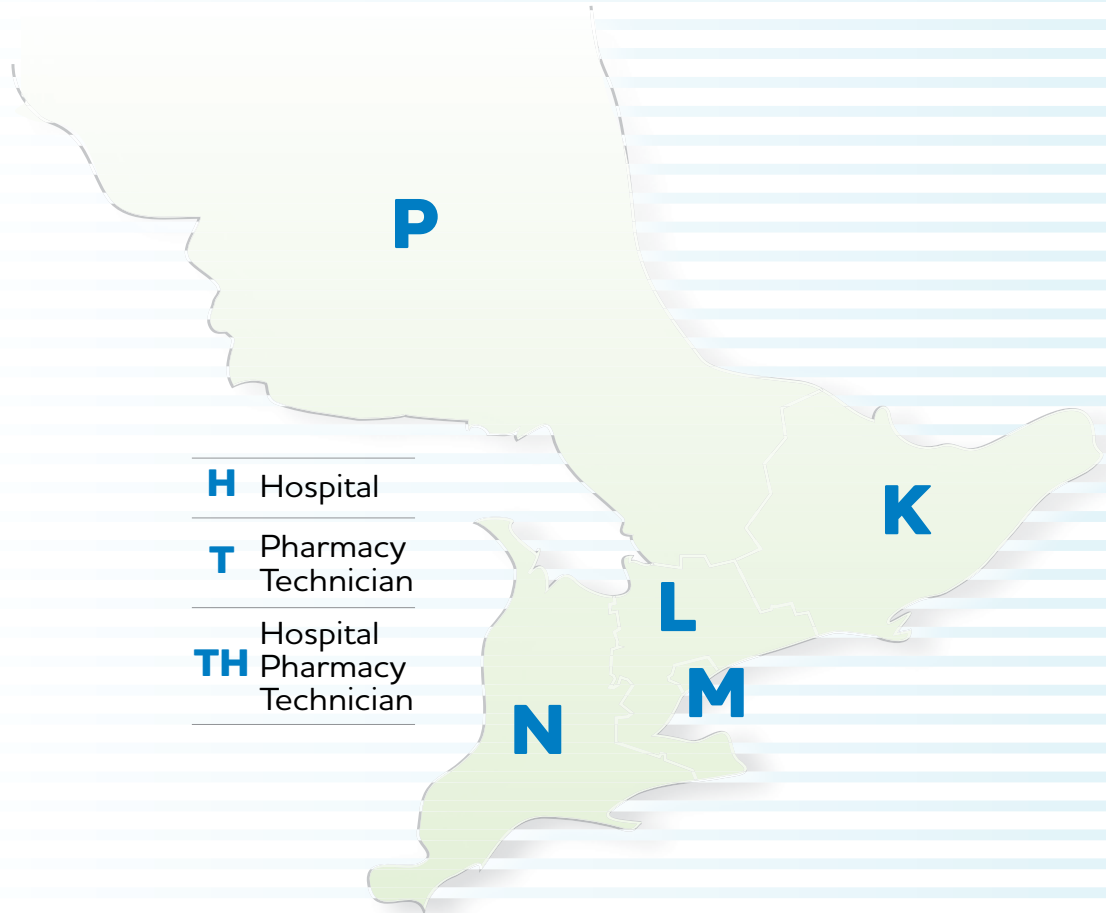 P
K
H Hospital
T Pharmacy
Technician
L
Hospital
TH Pharmacy
Technician
M
N